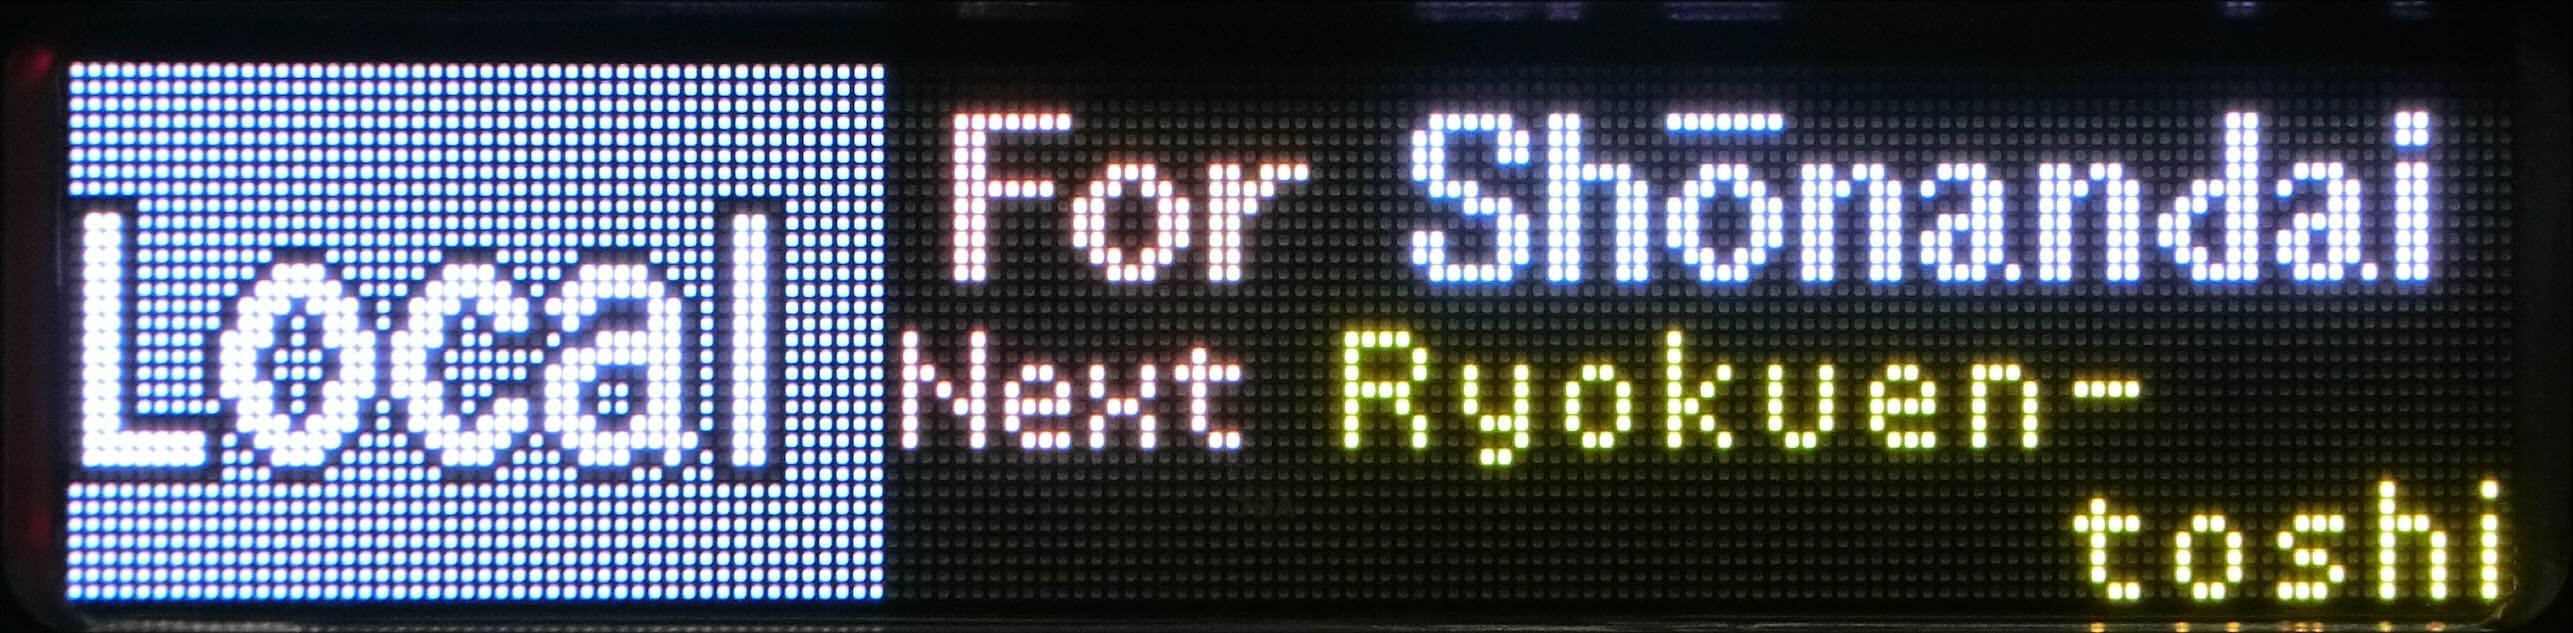 Local
For Shōnandai
Next Ryokuen-
toshi